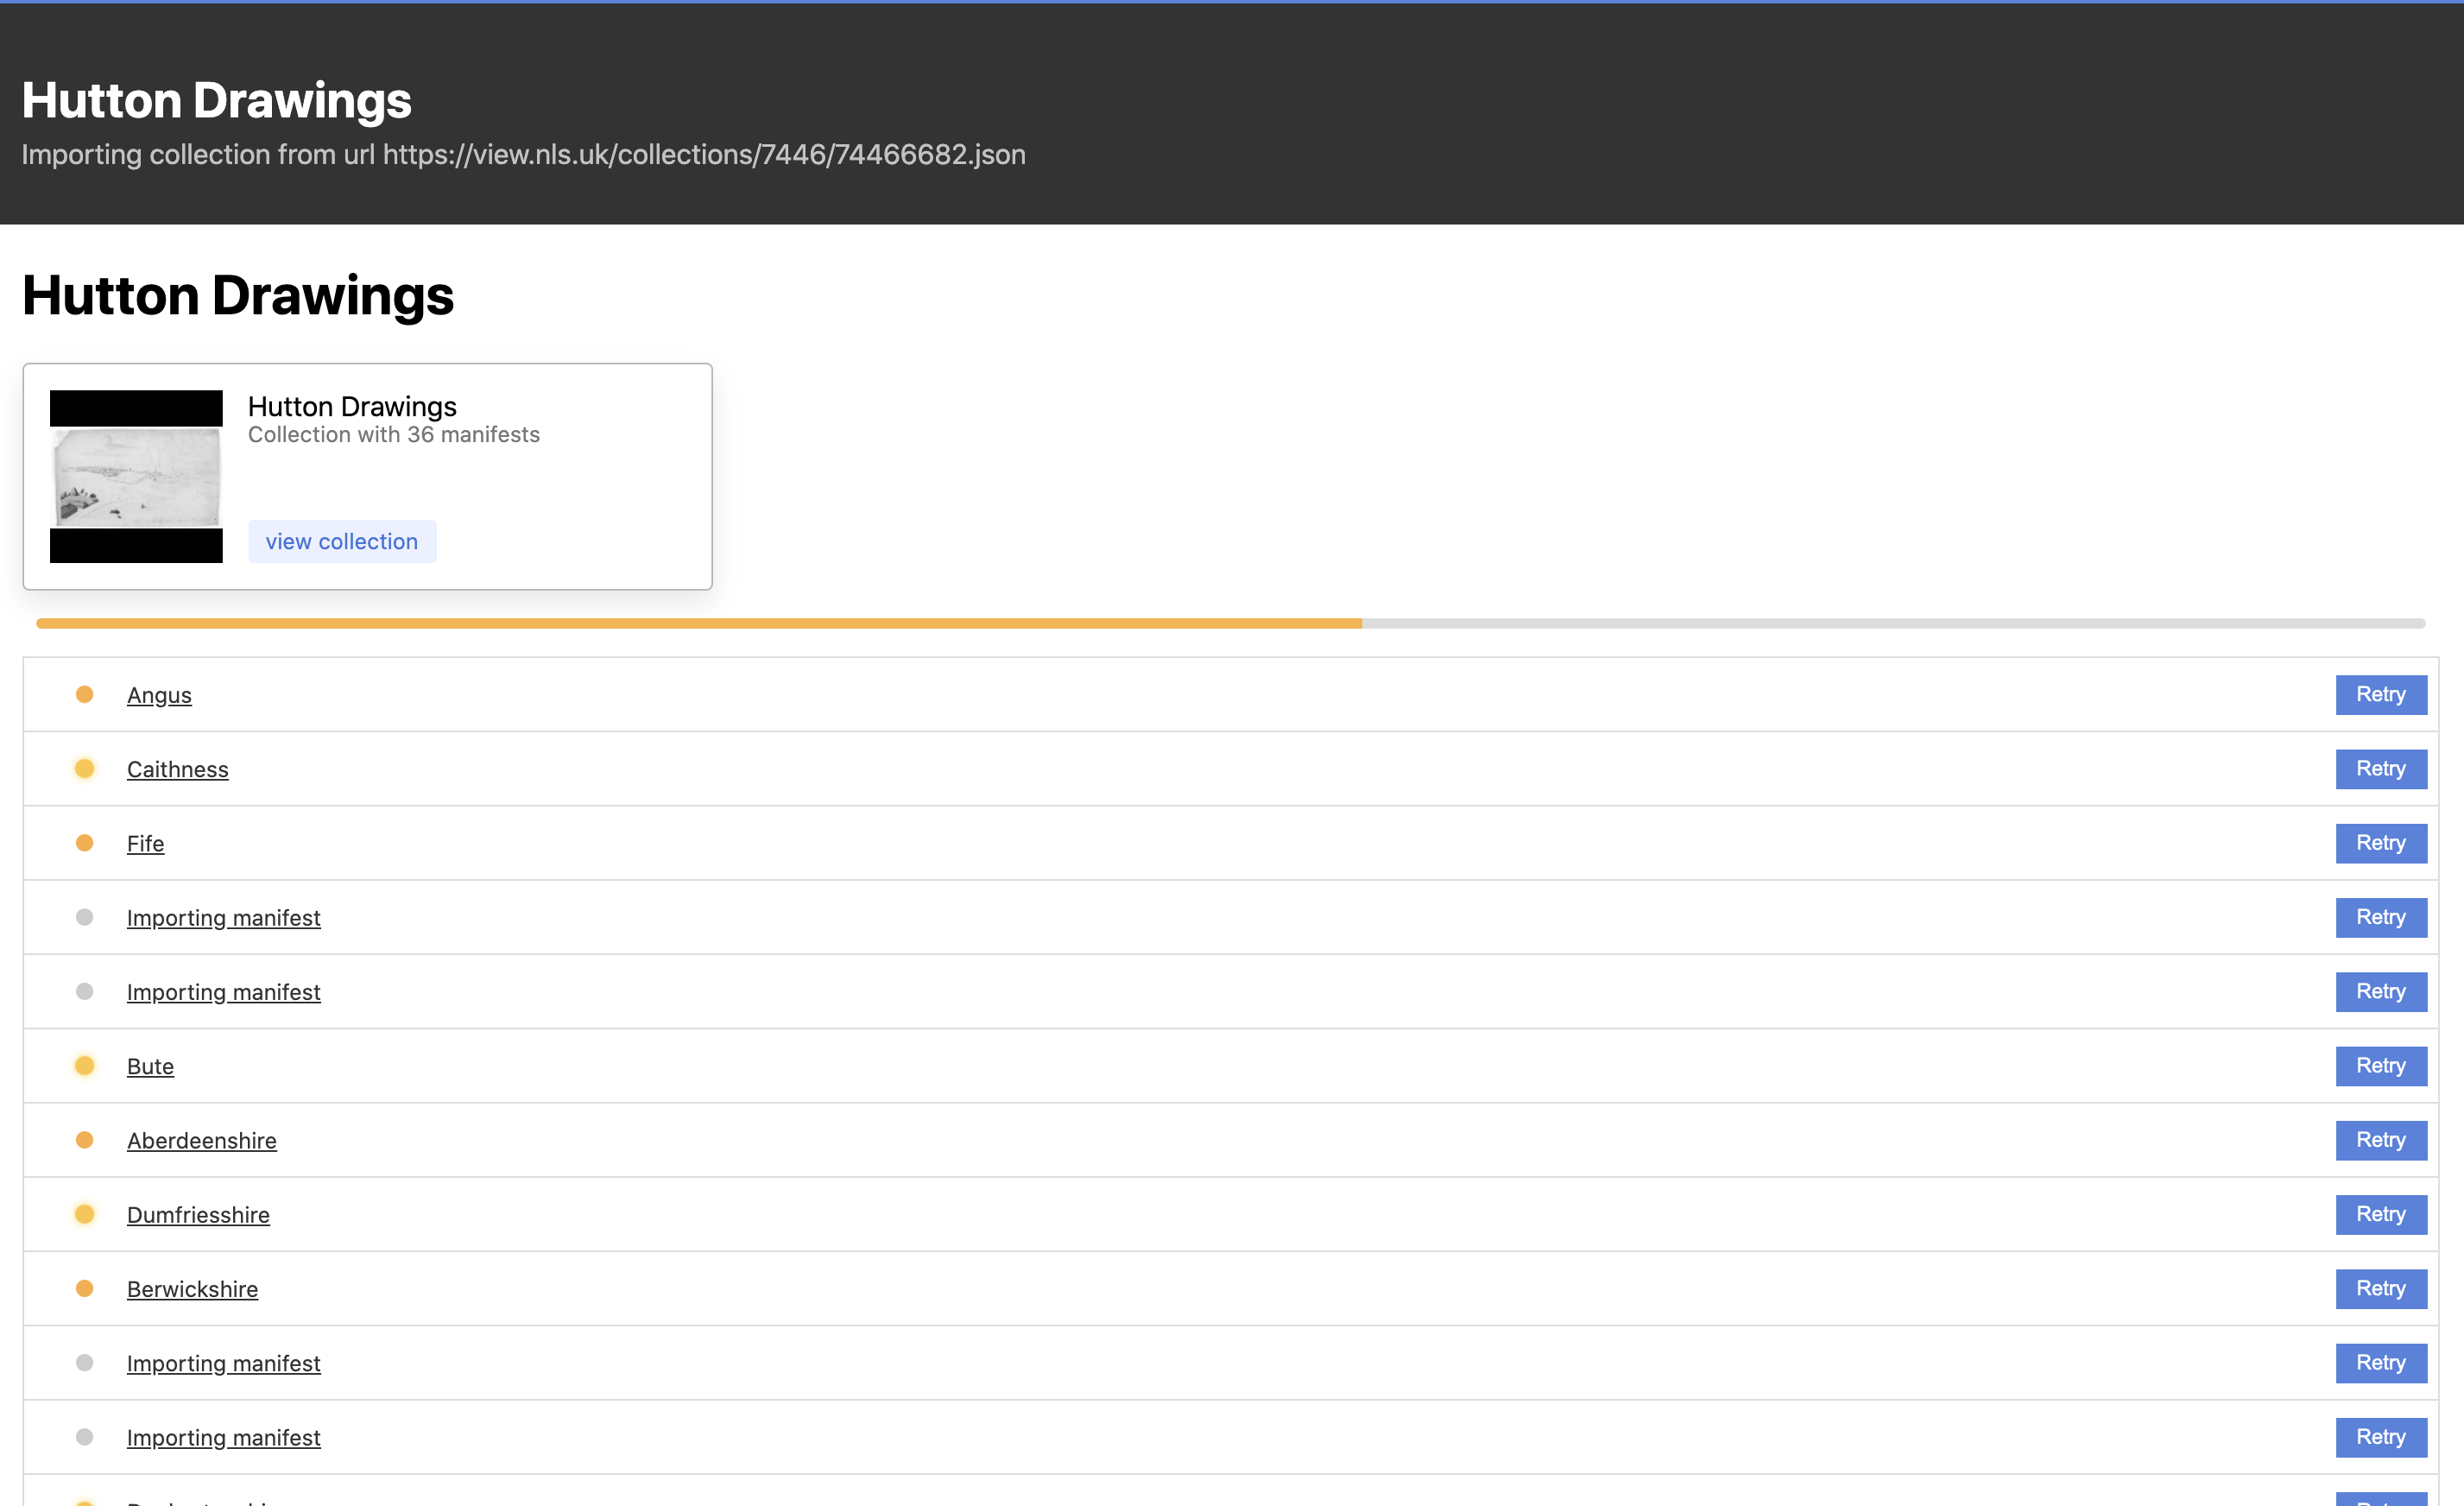 Hutton Drawings
Importing collection from url https://view.nls.uk/collections/7446/74466682.json
Hutton Drawings
Hutton Drawings
Collection with 36 manifests
view collection
Angus Retry
Caithness Retry
Fife Retry
Importing manifest Retry
Importing manifest Retry
Bute Retry
Aberdeenshire Retry
Dumfriesshire Retry
Berwickshire Retry
Importing manifest Retry
Importing manifest Retry